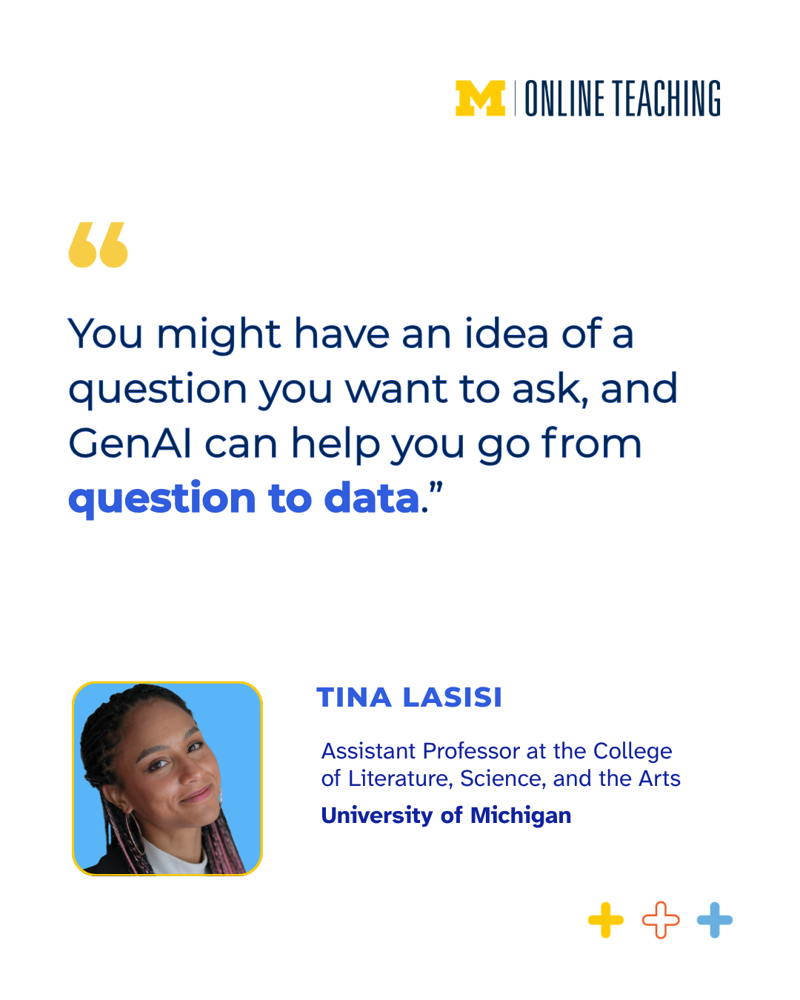 M | ONLINE TEACHING
“
You might have an idea of a
question you want to ask, and
GenAI can help you go from
question to data.”
TINA LASISI
Assistant Professor at the College
of Literature, Science, and the Arts
University of Michigan